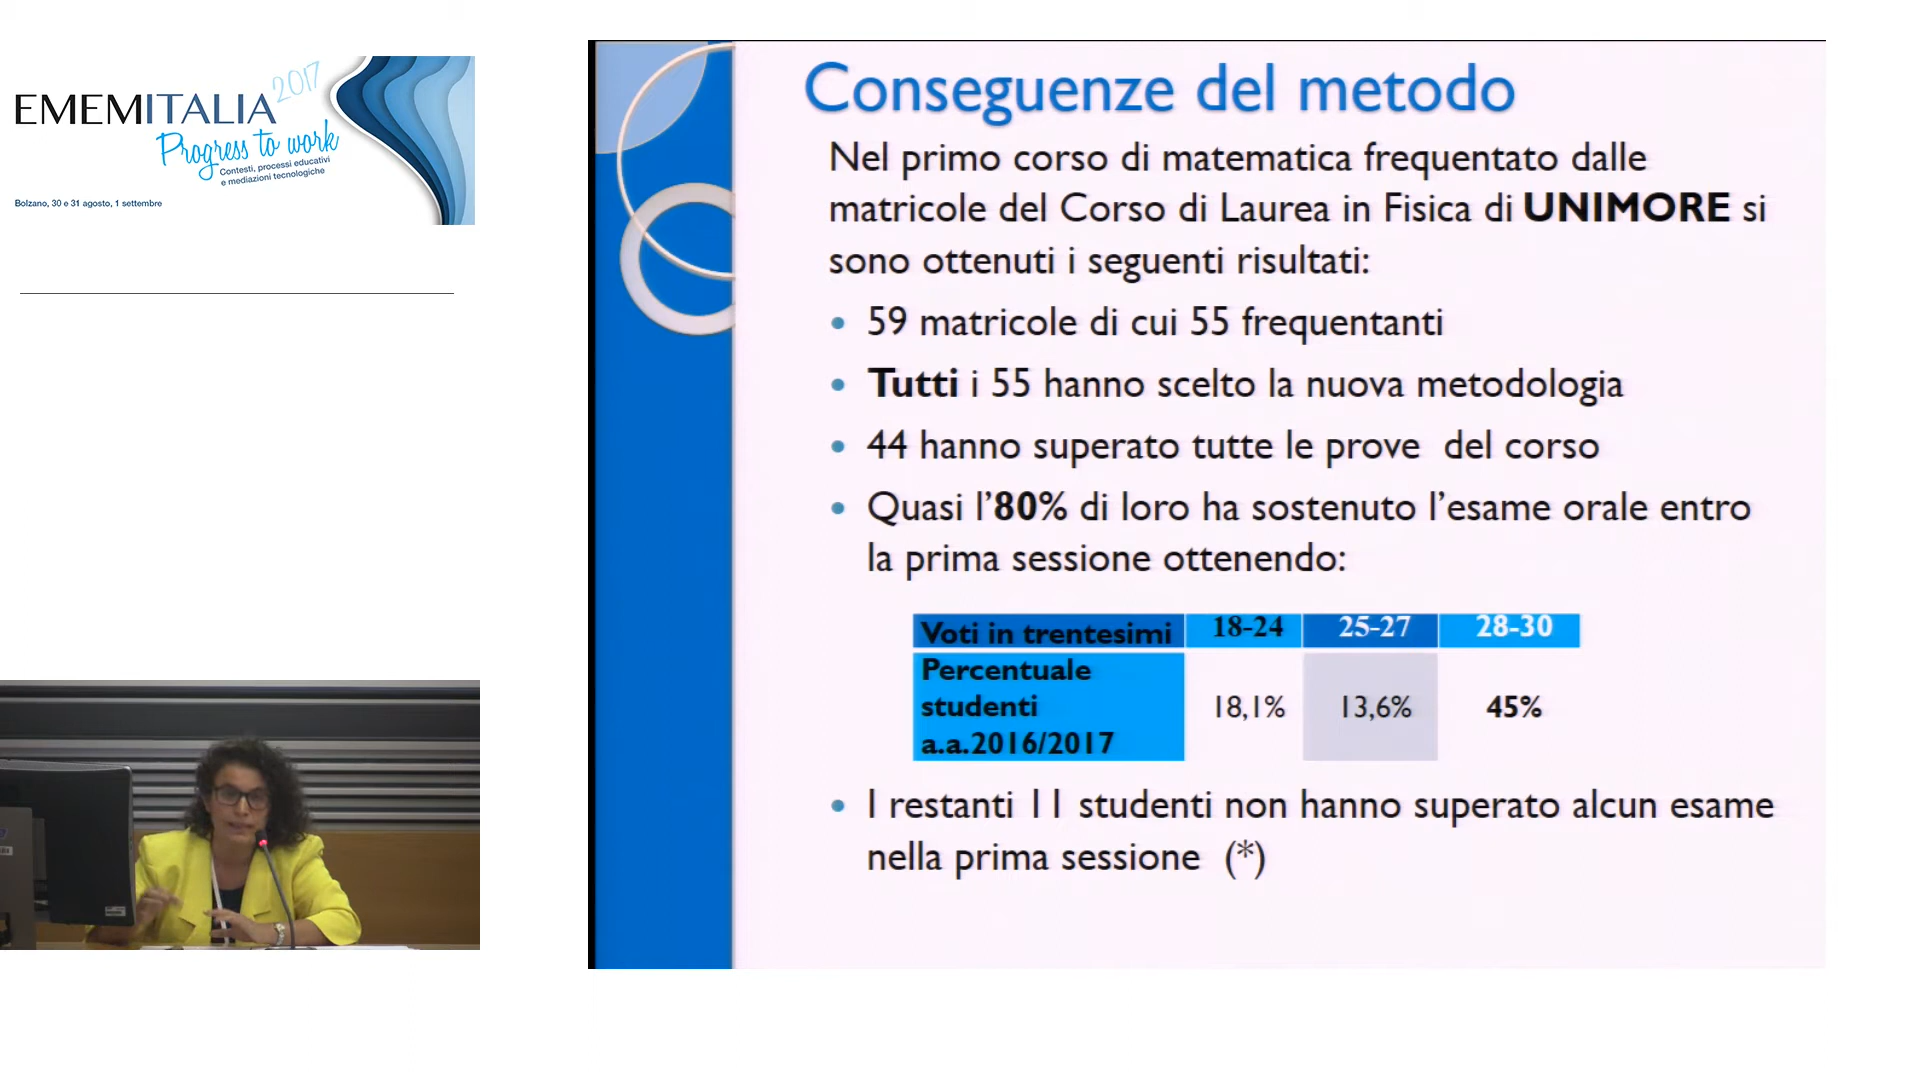 2017
EMEMITALIA
Progress to work
Contesti, processi educativi
e mediazioni tecnologiche
Bolzano, 30 e 31 agosto, 1 settembre
Conseguenze del metodo
Nel primo corso di matematica frequentato dalle
matricole del Corso di Laurea in Fisica di UNIMORE si
sono ottenuti i seguenti risultati:
• 59 matricole di cui 55 frequentanti
• Tutti i 55 hanno scelto la nuova metodologia
• 44 hanno superato tutte le prove del corso
• Quasi l’80% di loro ha sostenuto l’esame orale entro
la prima sessione ottenendo:
Voti in trentesimi 18-24 25-27 28-30
Percentuale
studenti
a.a.2016/2017
18,1% 13,6% 45%
• I restanti 11 studenti non hanno superato alcun esame
nella prima sessione (*)